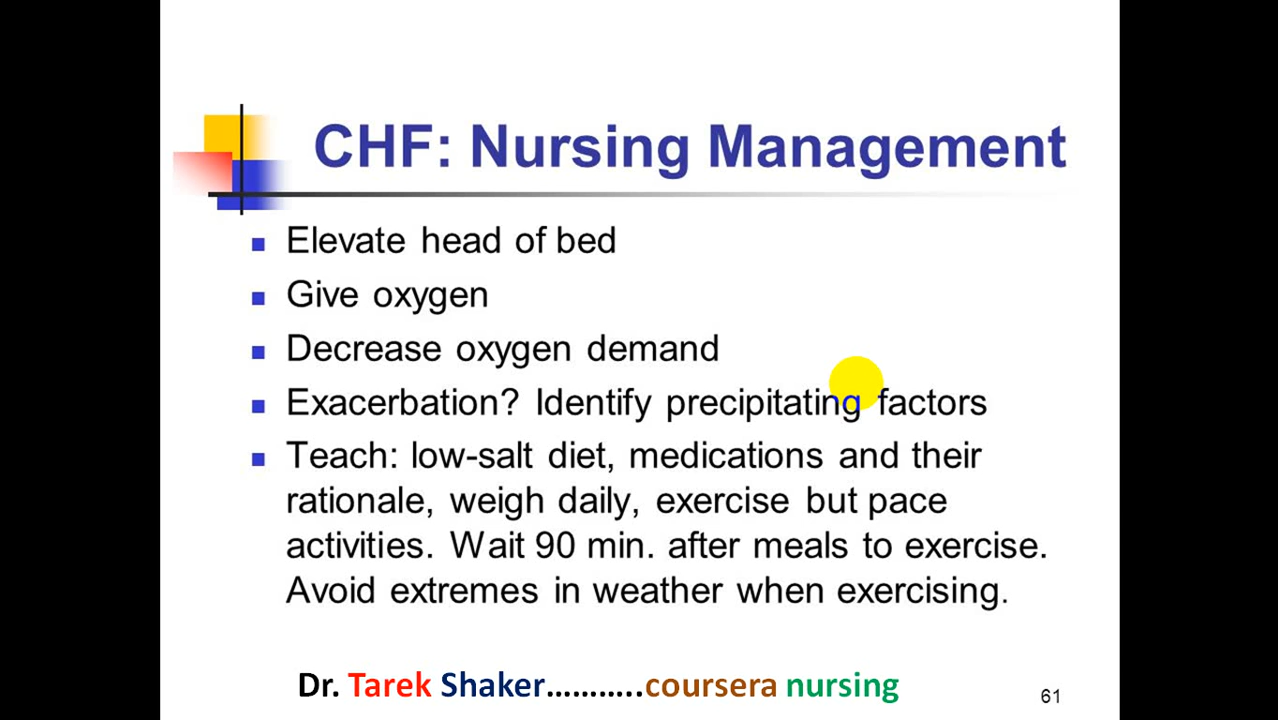 CHF: Nursing Management
Elevate head of bed
Give oxygen
Decrease oxygen demand
Exacerbation? Identify precipitating factors
Teach: low-salt diet, medications and their
rationale, weigh daily, exercise but pace
activities. Wait 90 min. after meals to exercise.
Avoid extremes in weather when exercising.
Dr. Tarek Shaker………..coursera nursing
61